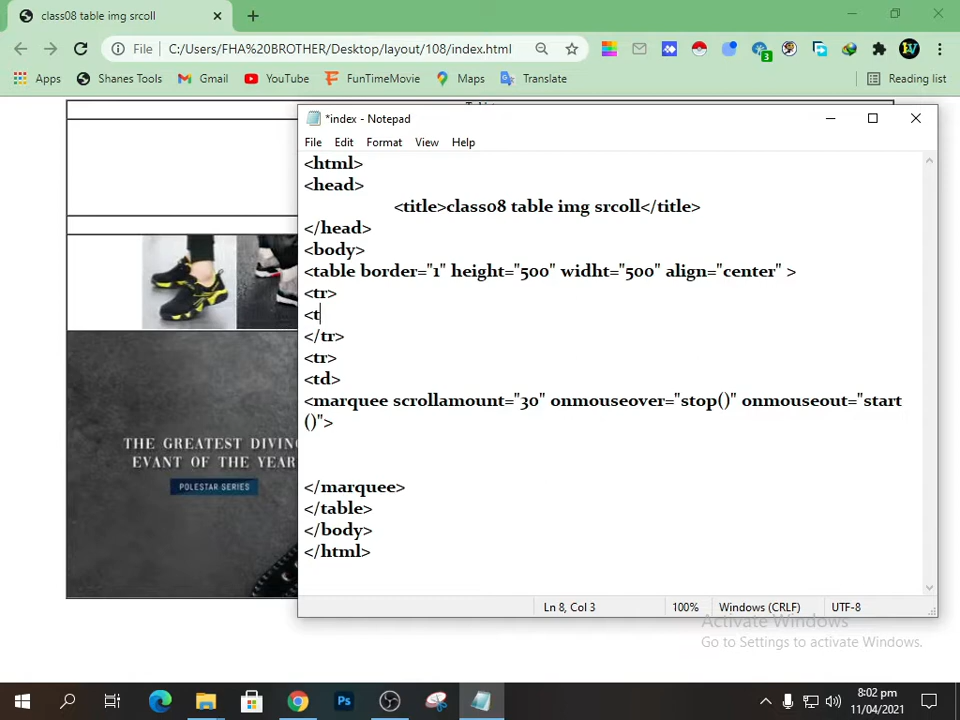 class08 table img srcoll
File
C:/Users/FHA%20BROTHER/Desktop/layout/108/index.html
3
Apps
Shanes Tools
Gmail
YouTube
FunTimeMovie
Maps
Translate
Reading list
*index - Notepad
File Edit Format View Help
<html>
<head>
<title>class08 table img srcoll</title>
</head>
<body>
<table border="1" height="500" widht="500" align="center" >
<tr>
<t
</tr>
<tr>
<td>
<marquee scrollamount="30" onmouseover="stop()" onmouseout="start
()">
</marquee>
</table>
</body>
</html>
THE GREATEST DIVIN
EVANT OF THE YEAR
POLESTAR SERIES
Ln 8, Col 3
100%
Windows (CRLF)
UTF-8
Activate Windows
Go to Settings to activate Windows.
Ps
8:02 pm
11/04/2021